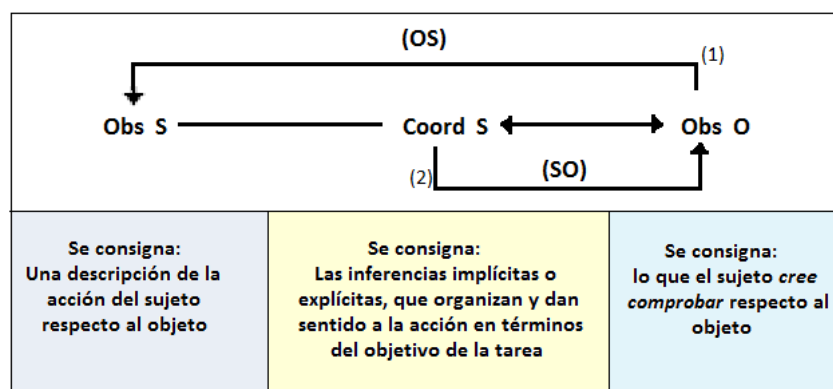 (OS)
(1)
Obs S
Coord S
Obs O
(2)
(SO)
Se consigna:
Una descripción de la
acción del sujeto
respecto al objeto
Se consigna:
Las inferencias implícitas o
explícitas, que organizan y dan
sentido a la acción en términos
del objetivo de la tarea
Se consigna:
lo que el sujeto cree
comprobar respecto al
objeto